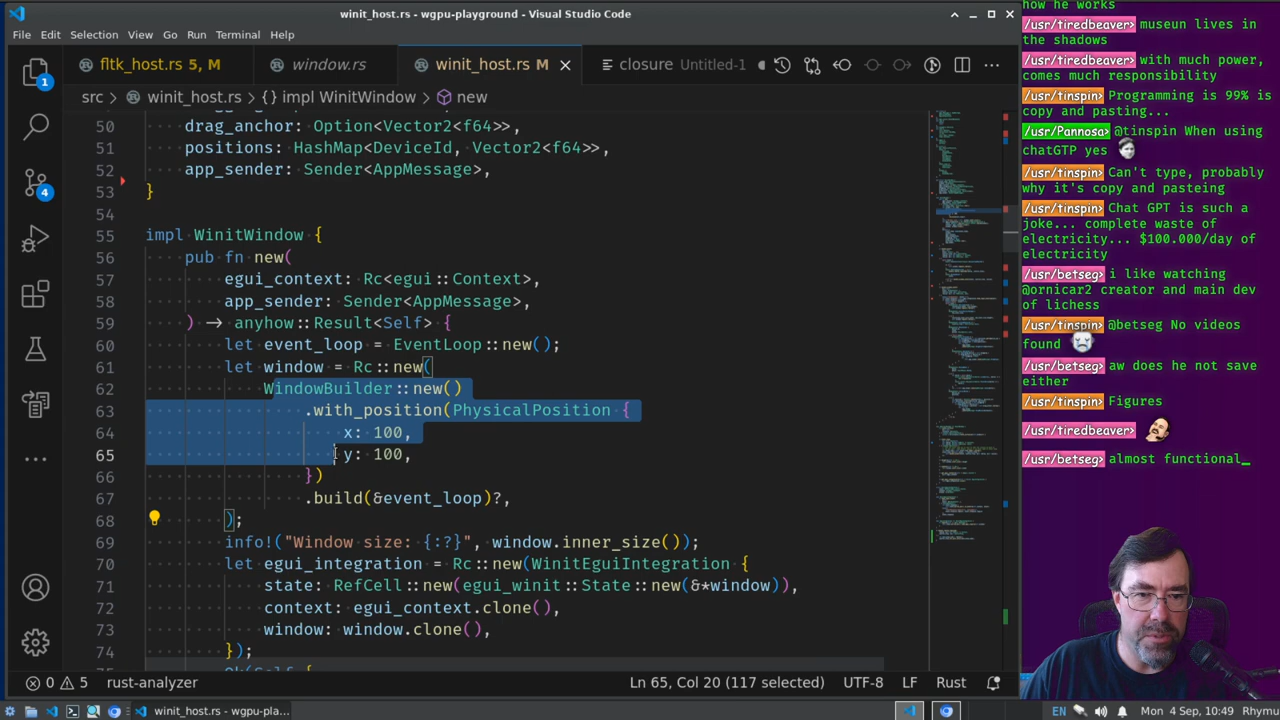 winit_host.rs - wgpu-playground - Visual Studio Code
File Edit Selection View Go Run Terminal Help
fltk_host.rs 5, M window.rs winit_host.rs M closure Untitled-1
src > winit_host.rs > {} impl WinitWindow > new
50 drag_anchor: Option<Vector2<f64>>,
51 positions: HashMap<DeviceId, Vector2<f64>>,
52 app_sender: Sender<AppMessage>,
53 }
54
55 impl WinitWindow {
56 pub fn new(
egui_context: Rc<egui::Context>,
app_sender: Sender<AppMessage>,
→ anyhow::Result<Self> {
60 let event_loop = EventLoop::new();
let window = Rc::new(
::new()
63 .with_position(PhysicalPosition {
64 x: 100,
65 y: 100,
66 })
67 .build(&event_loop)?
68 );
69 info!("Window size: {:?}", window.inner_size());
70 let egui_integration = Rc::new(WinitEguiIntegration {
71 state: RefCell::new(egui_winit::State::new(&*window)),
72 context: egui_context.clone(),
73 window: window.clone(),
74 });
75 Ok(Self {
0 5 rust-analyzer Ln 65, Col 20 (117 selected) UTF-8 LF Rust
winit_host.rs - wgpu-pla... EN Mon 4 Sep, 10:49 Rhymu
how he works
/usr/tiredbeaver> museun lives in
the shadows
/usr/tiredbeaver> with much power,
comes much responsibility
/usr/tinspin> Programming is 99% is
copy and pasting...
/usr/Pannosa> @tinspin When using
chatGTP yes
/usr/tinspin> Can't type, probably
why it's copy and pasteing
/usr/tinspin> Chat GPT is such a
joke... complete waste of
electricity... $100.000/day of
electricity
/usr/betseg> i like watching
@ornicar2 creator and main dev
of lichess
/usr/tinspin> @betseg No videos
found
/usr/betseg> aw does he not save
either
/usr/tinspin> Figures
/usr/tiredbeaver>
/usr/betseg> almost functional_